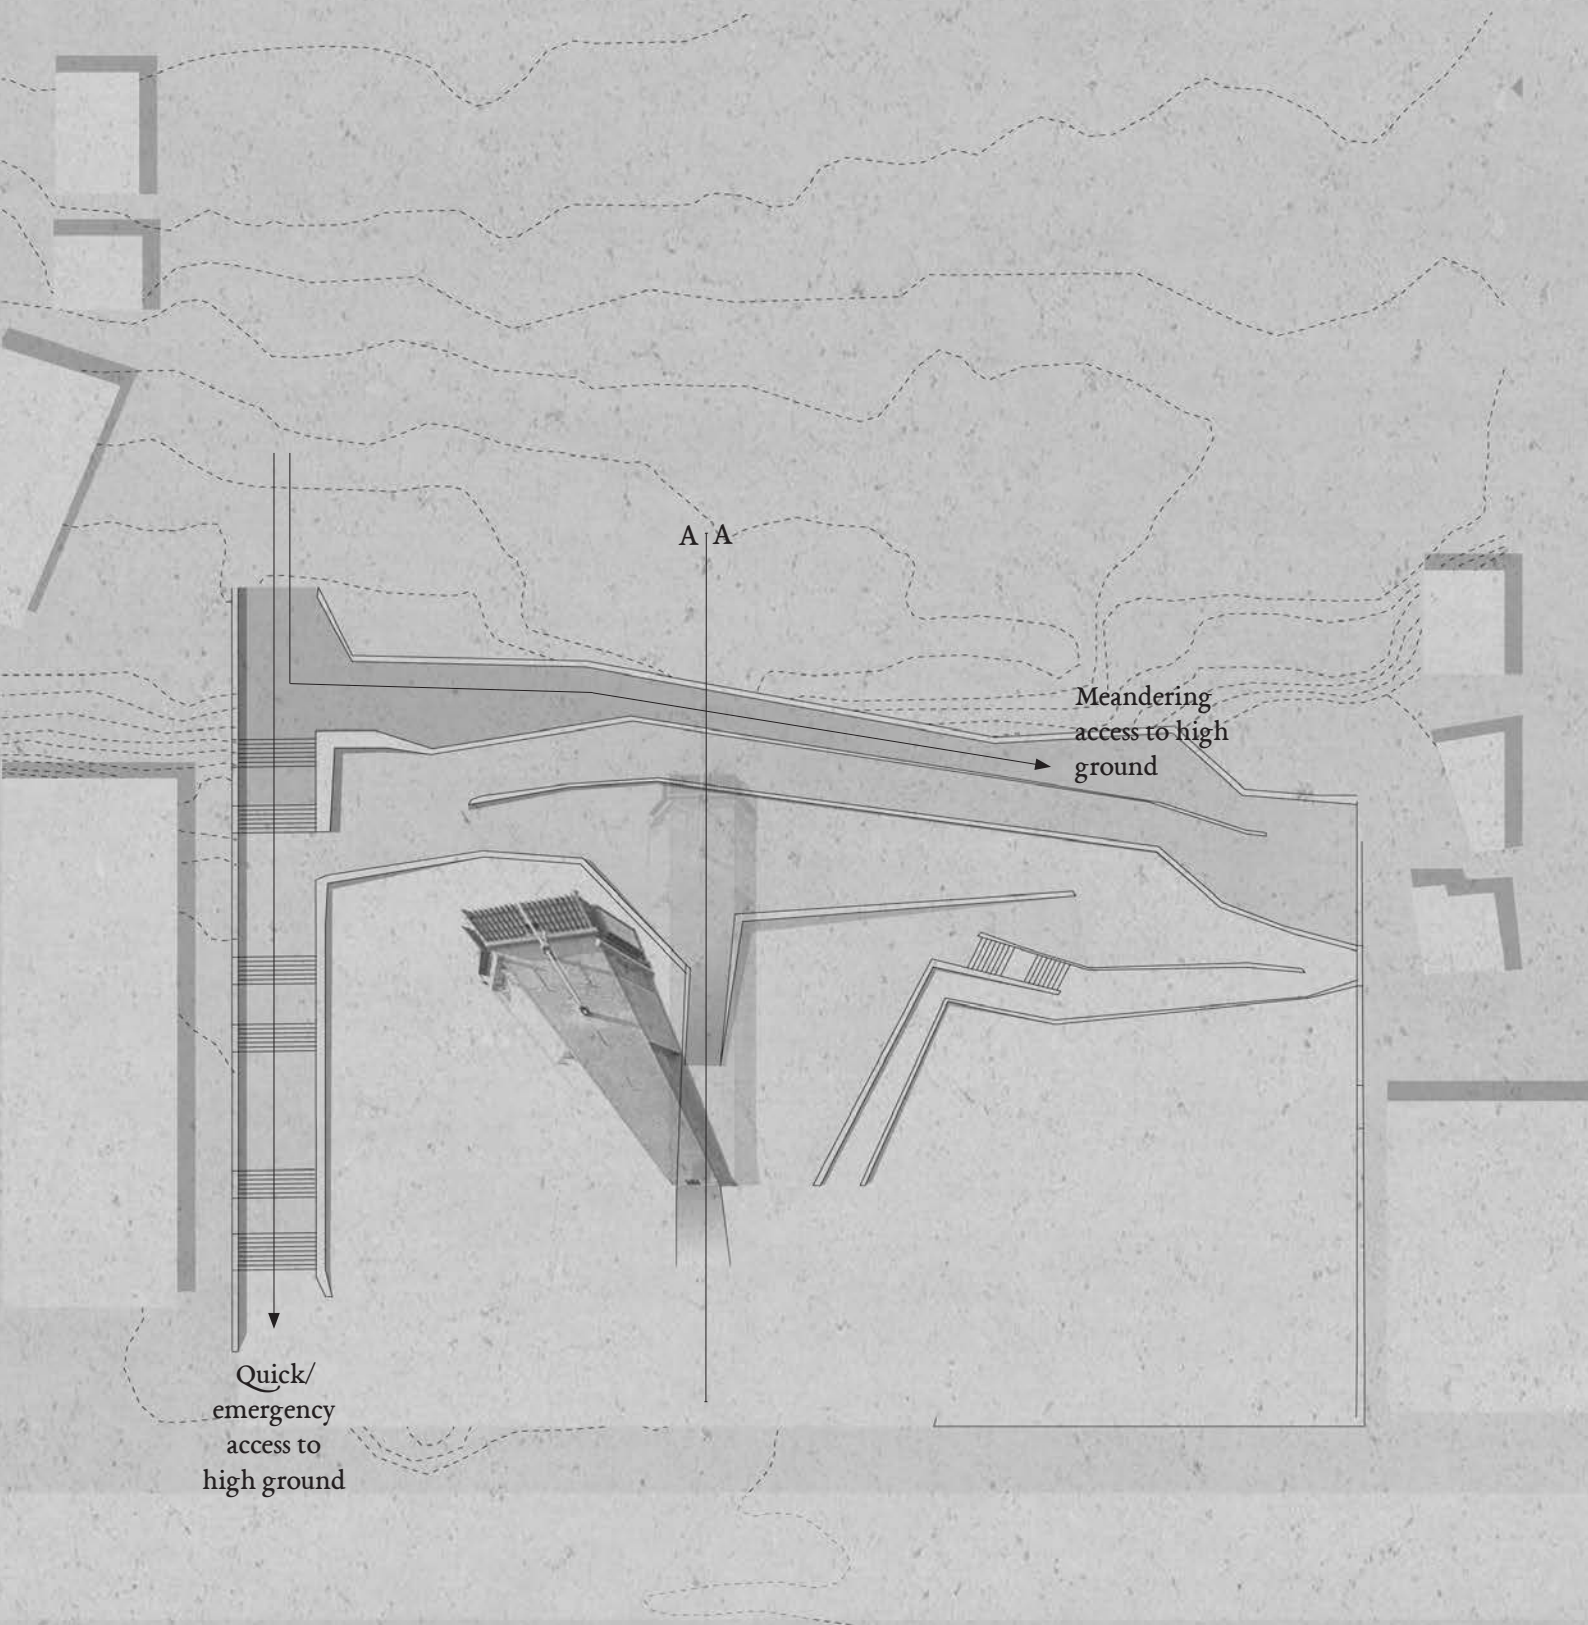 A A
Meandering
access to high
ground
Quick/
emergency
access to
high ground